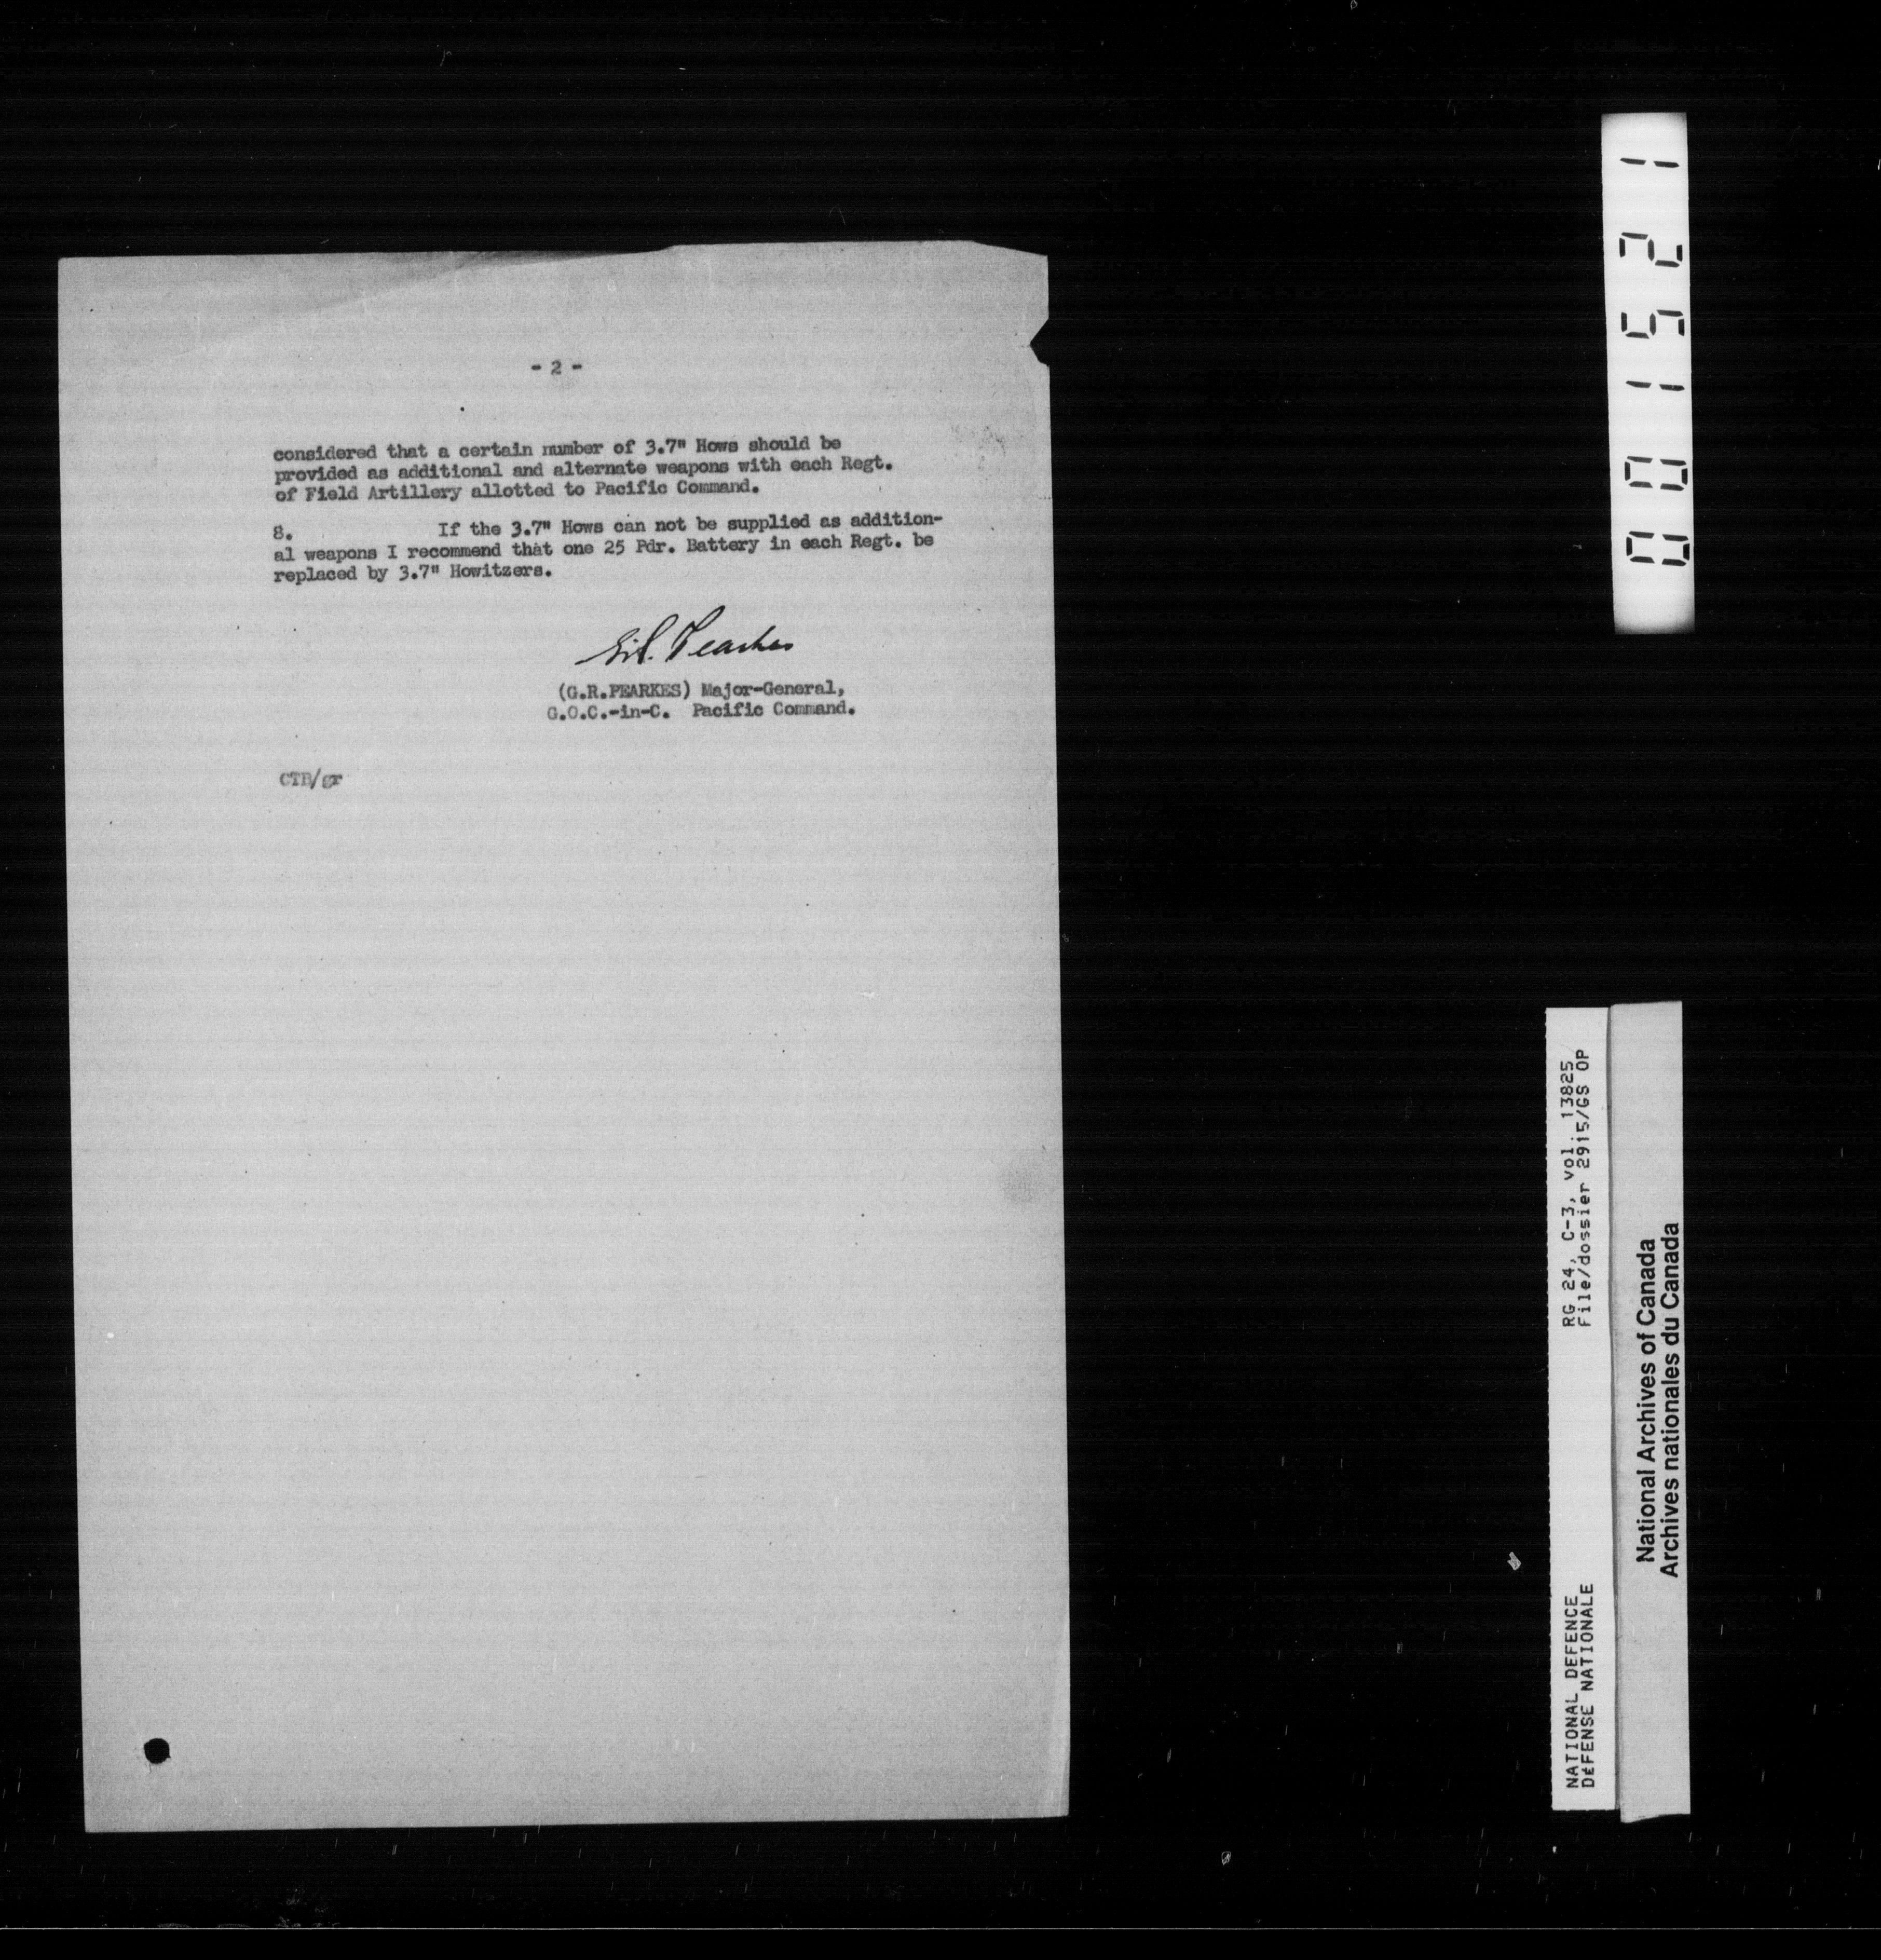 - 2 -
considered that a certain number of 3.7" Hows should be
provided as additional and alternate weapons with each Regt.
of Field Artillery allotted to Pacific Command.
8. If the 3.7" Hows can not be supplied as addition-
al weapons I recommend that one 25 Pdr. Battery in each Regt. be
replaced by 3.7" Howitzers.
G.R. Pearkes
(G.R.PEARKES) Major-General,
G.O.C.-in-C. Pacific Command.
CTB/gr
001521
RG 24, C-3, vol. 13825
File/dossier 2915/GS OP
NATIONAL DEFENCE
DÉFENSE NATIONALE
National Archives of Canada
Archives nationales du Canada